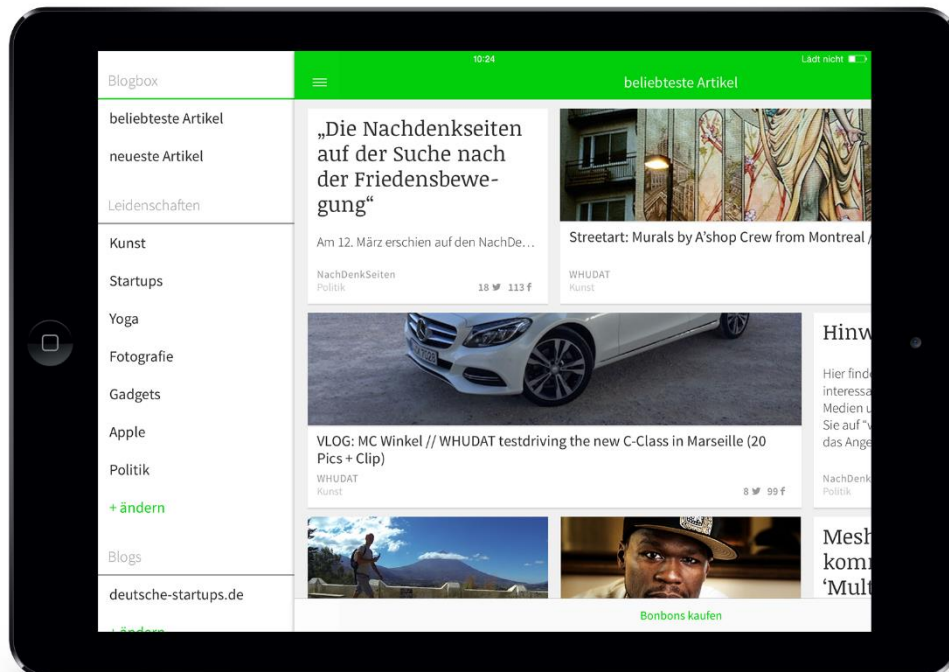 10:24
Lädt nicht
Blogbox
beliebteste Artikel
neueste Artikel
Leidenschaften
Kunst
Startups
Yoga
Fotografie
Gadgets
Apple
Politik
+ ändern
Blogs
deutsche-startups.de
+ ändern
beliebteste Artikel
„Die Nachdenkseiten
auf der Suche nach
der Friedensbewe-
gung“
Am 12. März erschien auf den NachDe...
NachDenkSeiten
Politik
18 113
Streetart: Murals by A’shop Crew from Montreal /
WHUDAT
Kunst
VLOG: MC Winkel // WHUDAT testdriving the new C-Class in Marseille (20
Pics + Clip)
WHUDAT
Kunst
8 99
Hinw
Hier finde
interessa
Medien u
Sie auf “v
das Ange
NachDenk
Politik
Mesh
komm
‘Mult
Bonbons kaufen